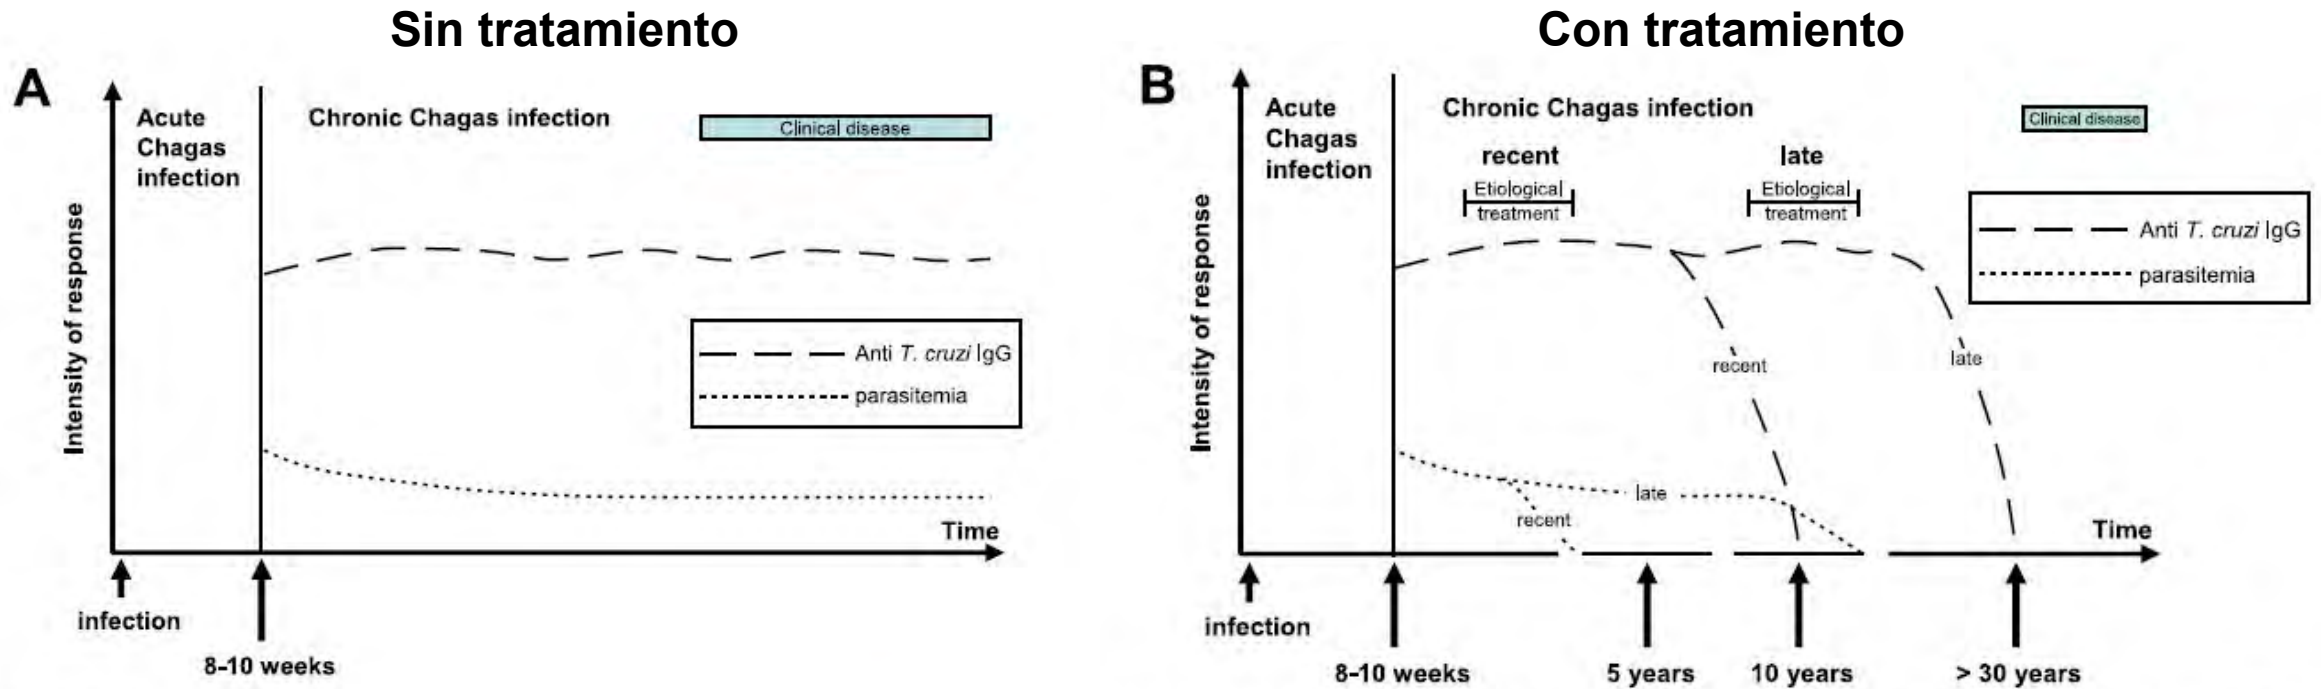 Sin tratamiento
A
Acute
Chagas
infection
Chronic Chagas infection
Clinical disease
Intensity of response
Anti T. cruzi IgG
parasitemia
Time
infection
8-10 weeks
Con tratamiento
B
Acute
Chagas
infection
Chronic Chagas infection
Clinical disease
recent
Etiological
treatment
late
Etiological
treatment
Intensity of response
Anti T. cruzi IgG
parasitemia
recent
late
late
recent
Time
infection
8-10 weeks
5 years
10 years
> 30 years